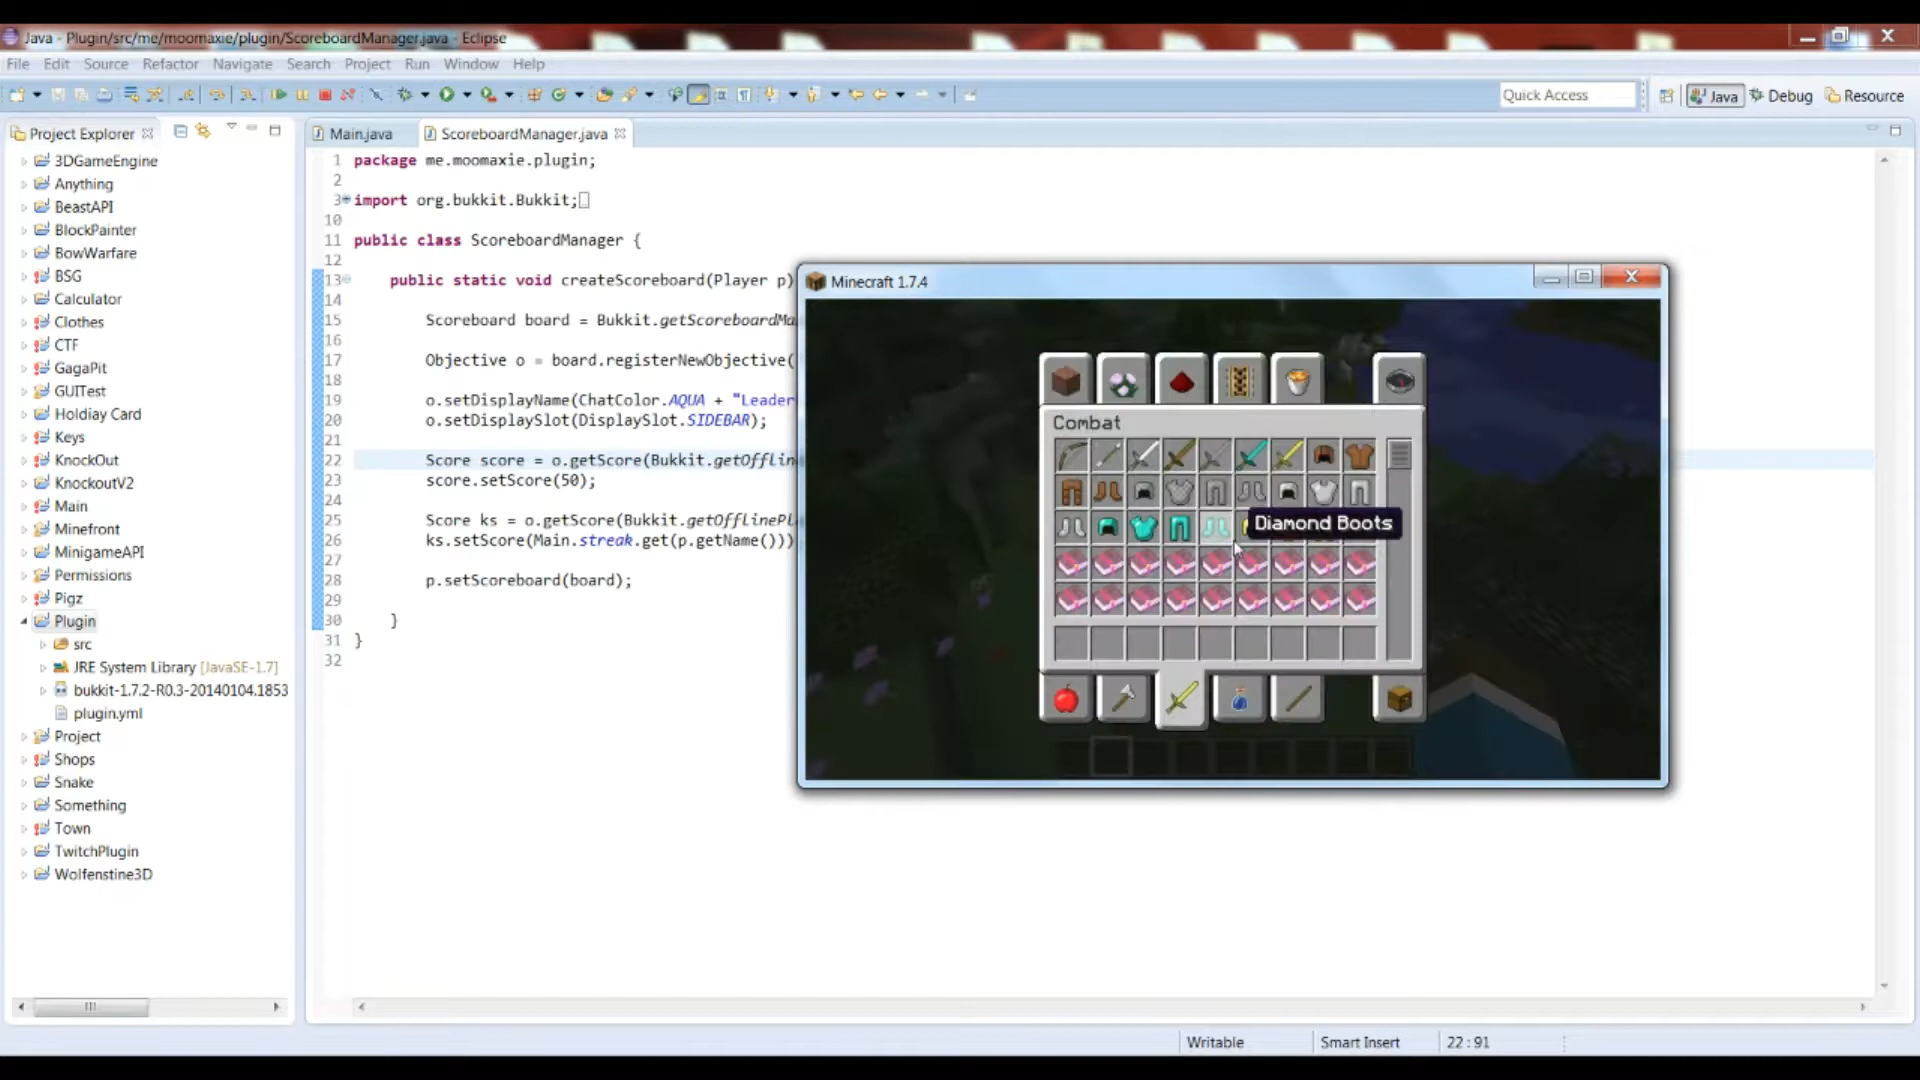 Java - Plugin/src/me/moomaxie/plugin/ScoreboardManager.java - Eclipse
File Edit Source Refactor Navigate Search Project Run Window Help
Quick Access
Java
Debug
Resource
Project Explorer
3DGameEngine
Anything
BeastAPI
BlockPainter
BowWarfare
BSG
Calculator
Clothes
CTF
GagaPit
GUITest
Holdiay Card
Keys
KnockOut
KnockoutV2
Main
Minefront
MinigameAPI
Permissions
Pigz
Plugin
src
JRE System Library [JavaSE-1.7]
bukkit-1.7.2-R0.3-20140104.1853
plugin.yml
Project
Shops
Snake
Something
Town
TwitchPlugin
Wolfenstine3D
Main.java
ScoreboardManager.java
1 package me.moomaxie.plugin;
2
3 import org.bukkit.Bukkit;
10
11 public class ScoreboardManager {
12
13 public static void createScoreboard(Player p)
14
15 Scoreboard board = Bukkit.getScoreboardMa
16
17 Objective o = board.registerNewObjective(
18
19 o.setDisplayName(ChatColor.AQUA + "Leader
20 o.setDisplaySlot(DisplaySlot.SIDEBAR);
21
22 Score score = o.getScore(Bukkit.getOfflin
23 score.setScore(50);
24
25 Score ks = o.getScore(Bukkit.getOfflinePl
26 ks.setScore(Main.streak.get(p.getName()))
27
28 p.setScoreboard(board);
29
30 }
31 }
32
Minecraft 1.7.4
Combat
Diamond Boots
Writable
Smart Insert
22 : 91